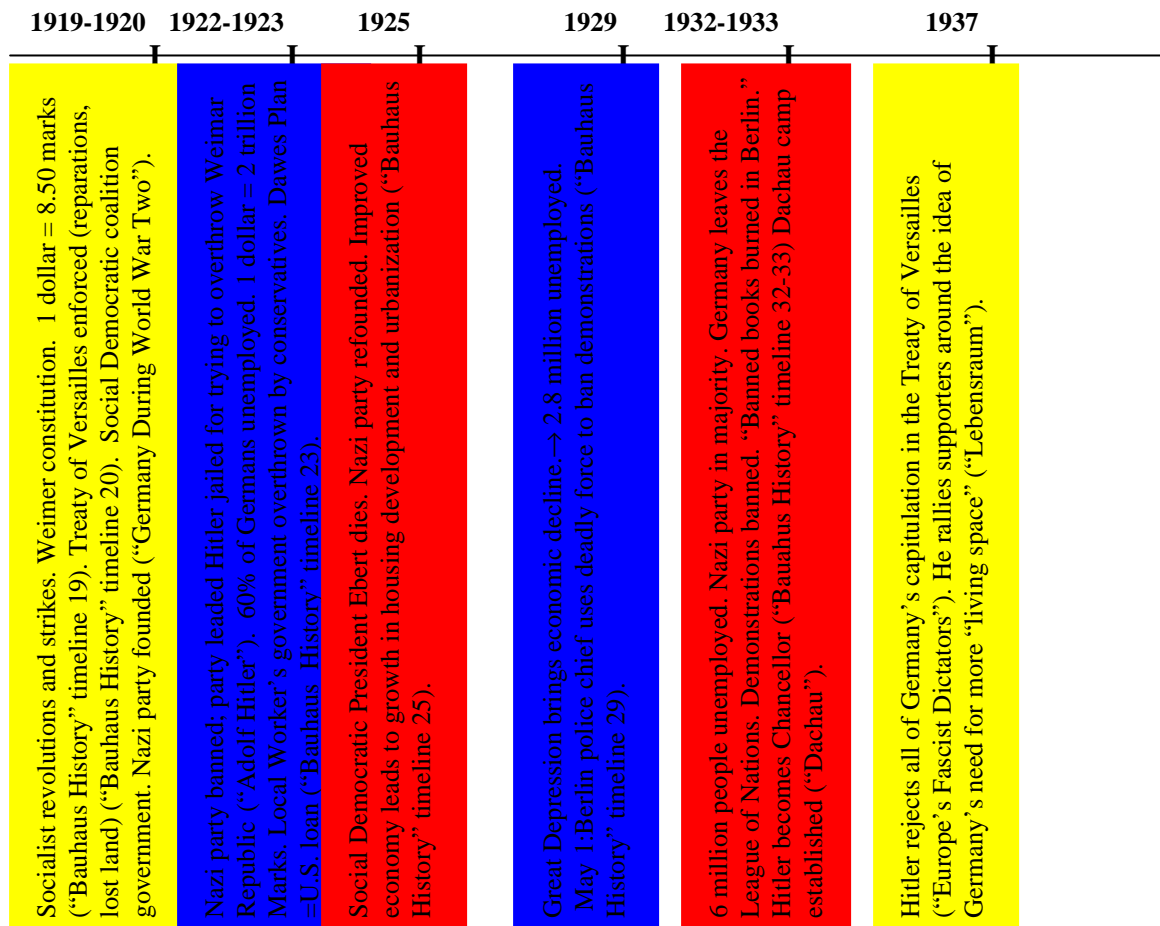 1919-1920
1922-1923
1925
1929
1932-1933
1937
Socialist revolutions and strikes. Weimer constitution. 1 dollar = 8.50 marks
(“Bauhaus History” timeline 19). Treaty of Versailles enforced (reparations,
lost land) (“Bauhaus History” timeline 20). Social Democratic coalition
government. Nazi party founded (“Germany During World War Two”).
Nazi party banned; party leaded Hitler jailed for trying to overthrow Weimar
Republic (“Adolf Hitler”). 60% of Germans unemployed. 1 dollar = 2 trillion
Marks. Local Worker’s government overthrown by conservatives. Dawes Plan
=U.S. loan (“Bauhaus History” timeline 23).
Social Democratic President Ebert dies. Nazi party refounded. Improved
economy leads to growth in housing development and urbanization (“Bauhaus
History” timeline 25).
Great Depression brings economic decline.→ 2.8 million unemployed.
May 1:Berlin police chief uses deadly force to ban demonstrations (“Bauhaus
History” timeline 29).
6 million people unemployed. Nazi party in majority. Germany leaves the
League of Nations. Demonstrations banned. “Banned books burned in Berlin.”
Hitler becomes Chancellor (“Bauahus History” timeline 32-33) Dachau camp
established (“Dachau”).
Hitler rejects all of Germany’s capitulation in the Treaty of Versailles
(“Europe’s Fascist Dictators”). He rallies supporters around the idea of
Germany’s need for more “living space” (“Lebensraum”).